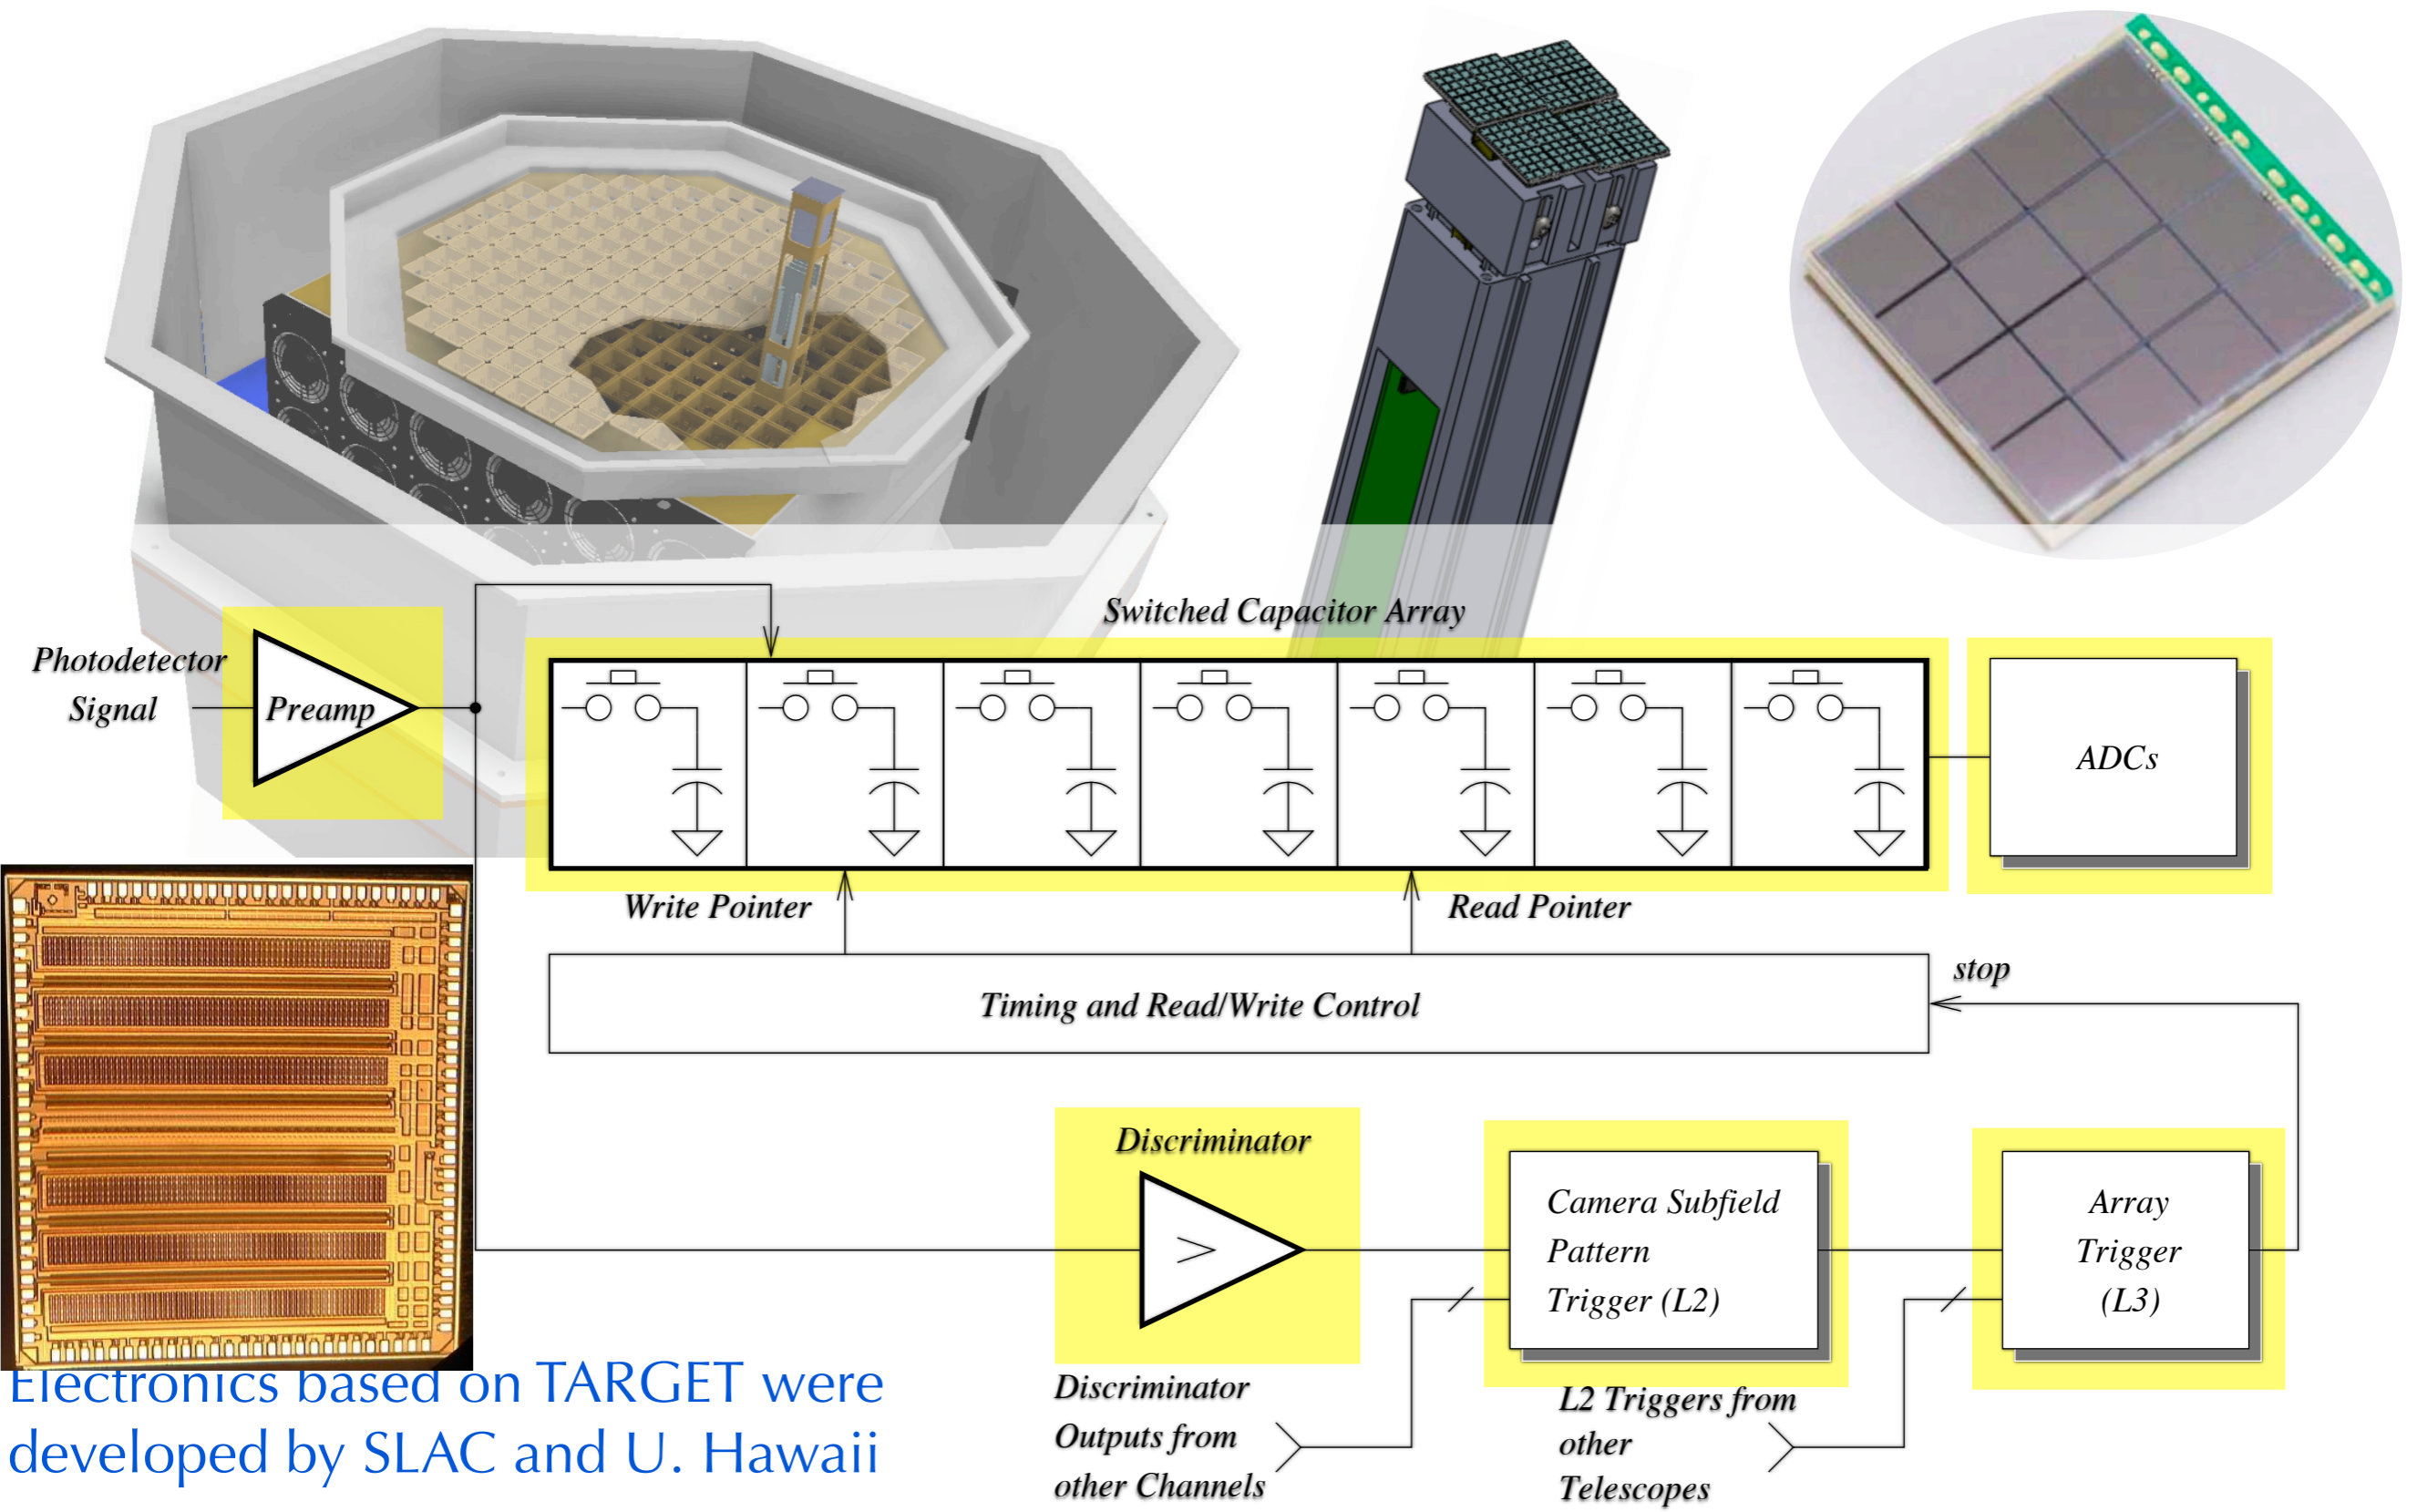 Switched Capacitor Array
Photodetector
Signal
Preamp
ADCs
Write Pointer
Read Pointer
stop
Timing and Read/Write Control
Discriminator
>
Camera Subfield
Pattern
Trigger (L2)
Array
Trigger
(L3)
Discriminator
Outputs from
other Channels
L2 Triggers from
other
Telescopes
Electronics based on TARGET were
developed by SLAC and U. Hawaii